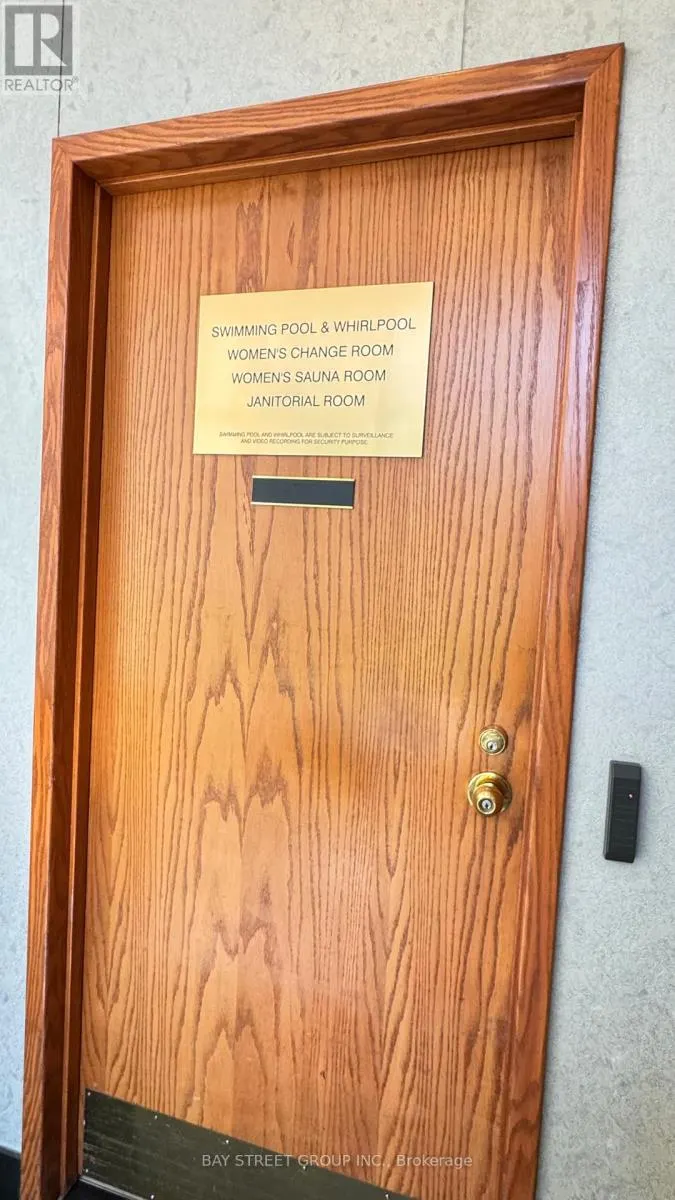 REALTOR®
SWIMMING POOL & WHIRLPOOL
WOMEN'S CHANGE ROOM
WOMEN'S SAUNA ROOM
JANITORIAL ROOM
SWIMMING POOL AND WHIRLPOOL ARE SUBJECT TO SURVEILLANCE
AND VIDEO RECORDING FOR SECURITY PURPOSE
BAY STREET GROUP INC., Brokerage